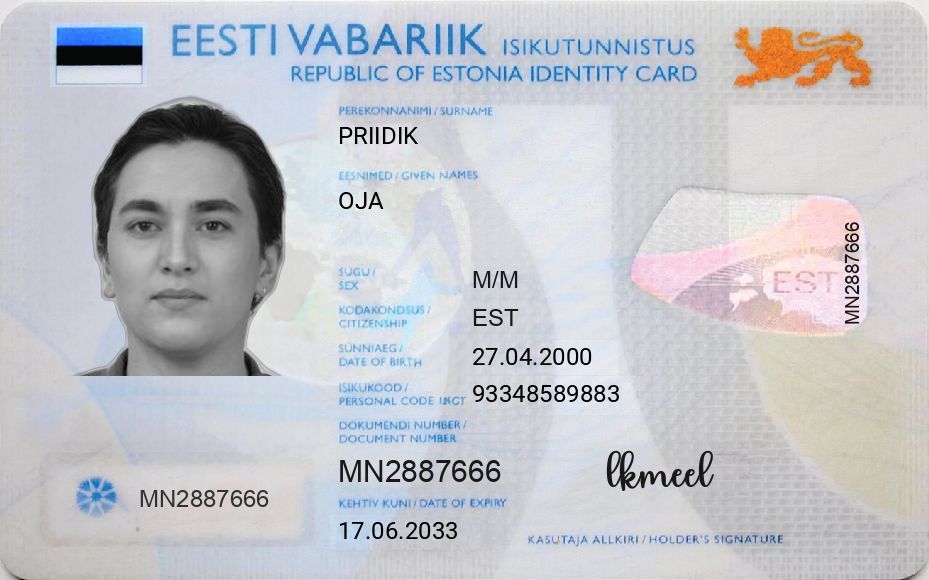 EESTI VABARIIK ISIKUTUNNISTUS
REPUBLIC OF ESTONIA IDENTITY CARD
PEREKONNANIMI / SURNAME
PRIIDIK
EESNIMED / GIVEN NAMES
OJA
SUGU /
SEX
M/M
KODAKONDSUS /
CITIZENSHIP
EST
SÜNNIAEG /
DATE OF BIRTH
27.04.2000
ISIKUKOOD /
PERSONAL CODE
93348589883
DOKUMENDI NUMBER /
DOCUMENT NUMBER
MN2887666
KEHTIV KUNI / DATE OF EXPIRY
17.06.2033
MN2887666
EST
MN2887666
lkmeel
KASUTAJA ALLKIRI / HOLDER'S SIGNATURE